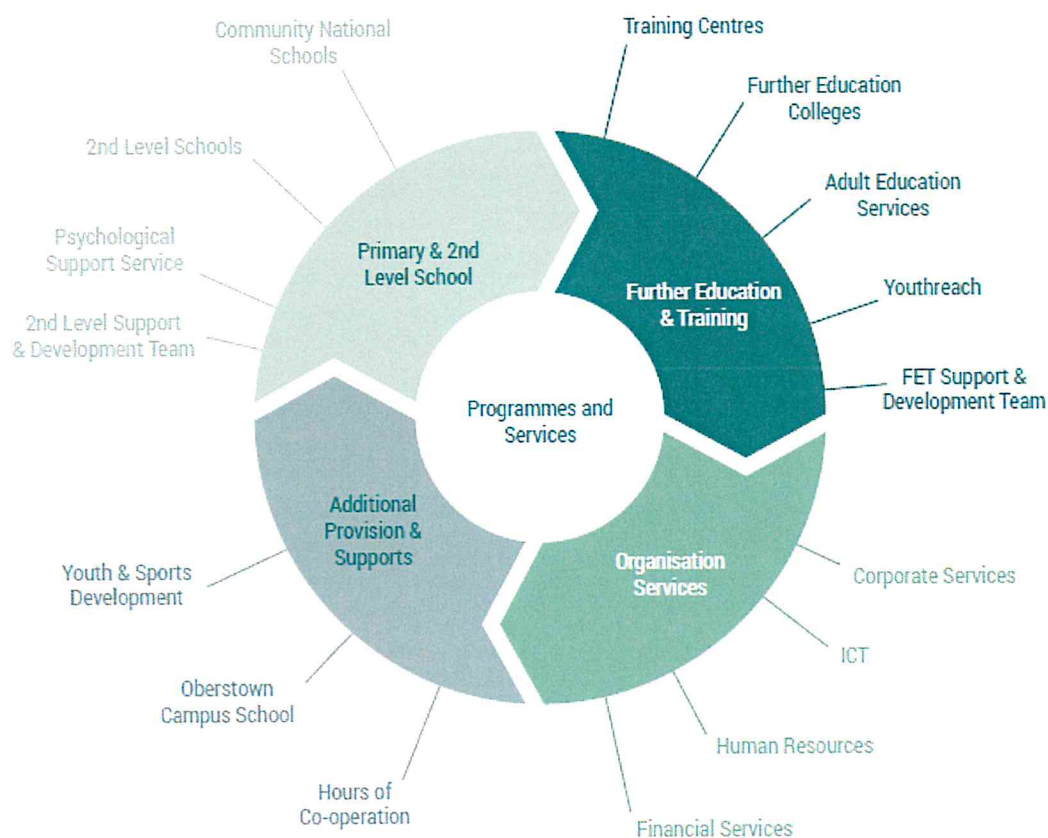 Community National
Schools
2nd Level Schools
Psychological
Support Service
2nd Level Support
& Development Team
Primary & 2nd
Level School
Training Centres
Further Education
Colleges
Adult Education
Services
Youthreach
FET Support &
Development Team
Further Education
& Training
Programmes and
Services
Additional
Provision &
Supports
Youth & Sports
Development
Oberstown
Campus School
Hours of
Co-operation
Organisation
Services
Corporate Services
ICT
Human Resources
Financial Services